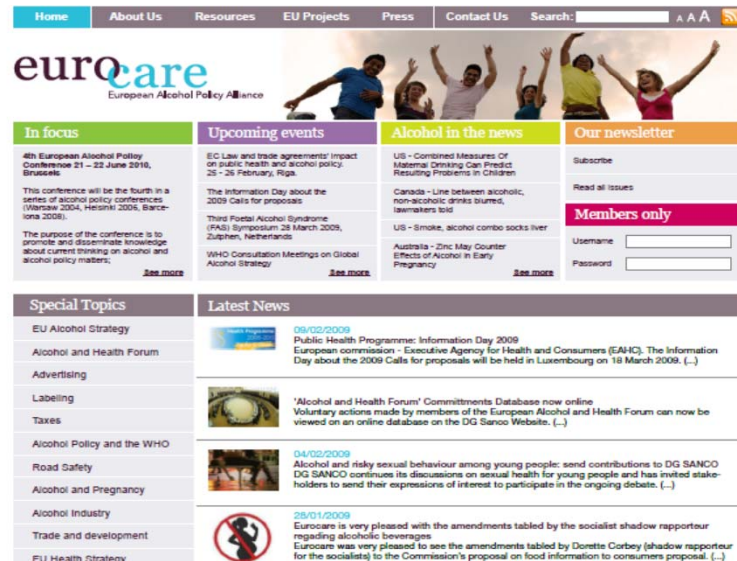 Home About Us Resources EU Projects Press Contact Us Search: A A A
eurocare
European Alcohol Policy Alliance
In focus
4th European Alcohol Policy
Conference 21 – 22 June 2010,
Brussels
This conference will be the fourth in a
series of alcohol policy conferences
(Warsaw 2004, Helsinki 2006, Barce-
lona 2008).
The purpose of the conference is to
promote and disseminate knowledge
about current thinking on alcohol and
alcohol policy matters;
See more
Upcoming events
EC Law and trade agreements' impact
on public health and alcohol policy.
25 - 26 February, Riga.
The Information Day about the
2009 Calls for proposals
Third Foetal Alcohol Syndrome
(FAS) Symposium 28 March 2009,
Zutphen, Netherlands
WHO Consultation Meetings on Global
Alcohol Strategy
See more
Alcohol in the news
US - Combined Measures Of
Maternal Drinking Can Predict
Resulting Problems in Children
Canada - Line between alcoholic,
non-alcoholic drinks blurred,
lawmakers told
US - Smoke, alcohol combo socks liver
Australia - Zinc May Counter
Effects of Alcohol in Early
Pregnancy
See more
Our newsletter
Subscribe
Read all issues
Members only
Username
Password
Special Topics
EU Alcohol Strategy
Alcohol and Health Forum
Advertising
Labeling
Taxes
Alcohol Policy and the WHO
Road Safety
Alcohol and Pregnancy
Alcohol Industry
Trade and development
EU Health Strategy
Latest News
09/02/2009
Public Health Programme: Information Day 2009
European commission - Executive Agency for Health and Consumers (EAHC). The Information
Day about the 2009 Calls for proposals will be held in Luxembourg on 18 March 2009. (...)
'Alcohol and Health Forum' Committments Database now online
Voluntary actions made by members of the European Alcohol and Health Forum can now be
viewed on an online database on the DG Sanco Website. (...)
04/02/2009
Alcohol and risky sexual behaviour among young people: send contributions to DG SANCO
DG SANCO continues its discussions on sexual health for young people and has invited stake-
holders to send their expressions of interest to participate in the ongoing debate. (...)
28/01/2009
Eurocare is very pleased with the amendments tabled by the socialist shadow rapporteur
regading alcoholic beverages
Eurocare was very pleased to see the amendments tabled by Dorette Corbey (shadow rapporteur
for the socialists) to the Commission's proposal on food information to consumers proposal. (...)